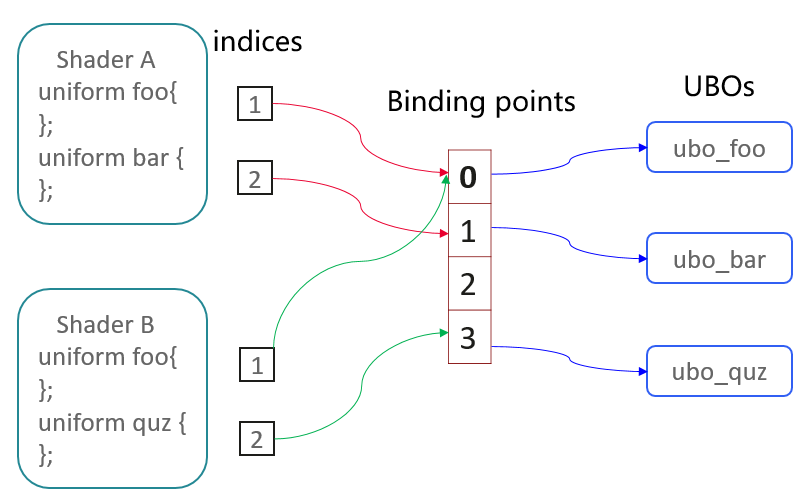 Shader A
uniform foo{
};
uniform bar {
};
indices
1
2
Shader B
uniform foo{
};
uniform quz {
};
1
2
Binding points
0
1
2
3
UBOs
ubo_foo
ubo_bar
ubo_quz